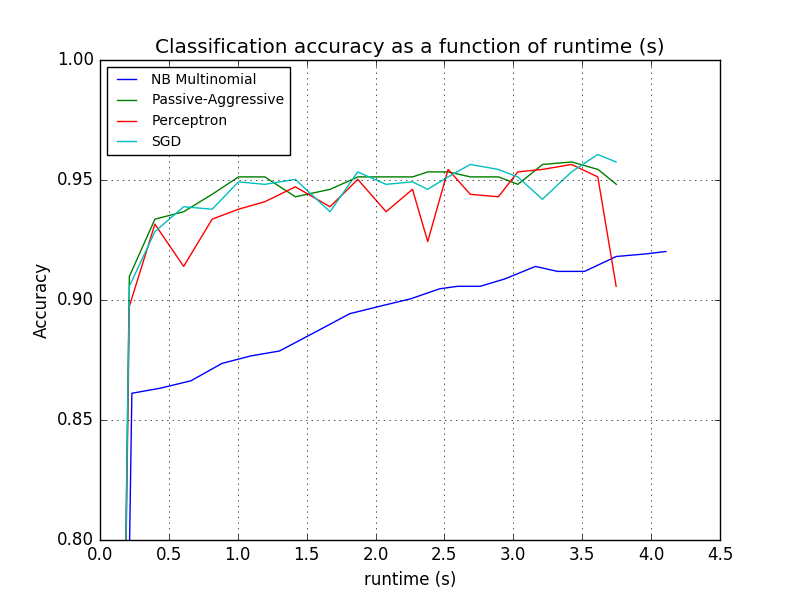 Classification accuracy as a function of runtime (s)
1.00
NB Multinomial
Passive-Aggressive
Perceptron
SGD
0.95
0.90
Accuracy
0.85
0.80
0.0 0.5 1.0 1.5 2.0 2.5 3.0 3.5 4.0 4.5
runtime (s)